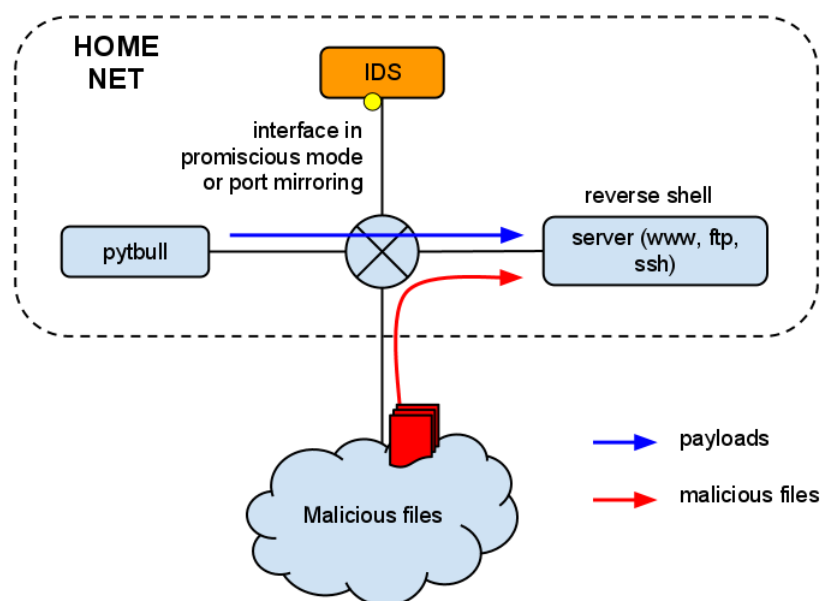 HOME
NET
IDS
interface in
promiscious mode
or port mirroring
reverse shell
pytbull
server (www, ftp,
ssh)
payloads
malicious files
Malicious files